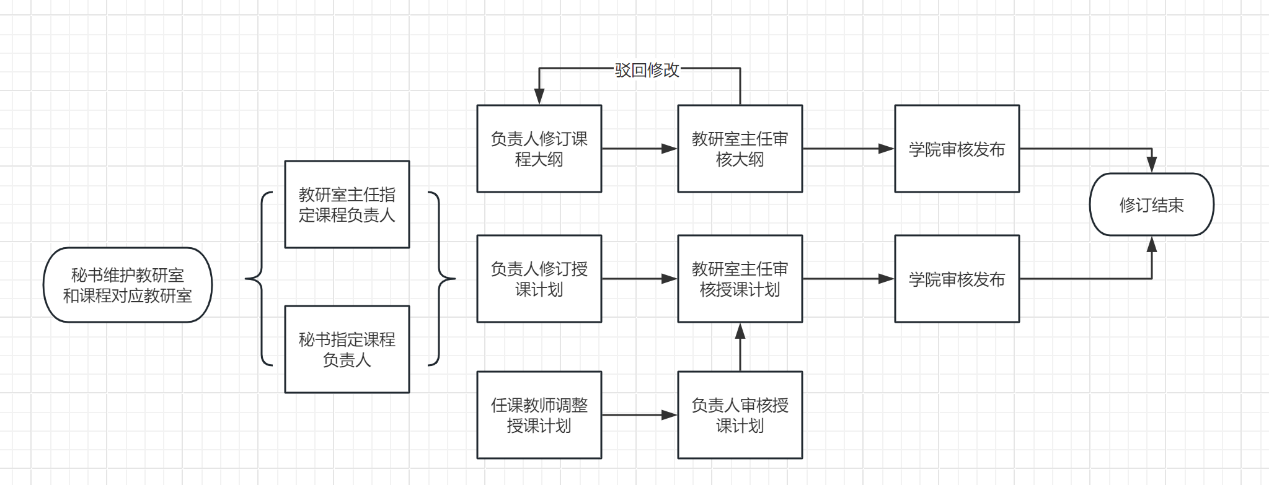 驳回修改
负责人修订课
程大纲
教研室主任审
核大纲
学院审核发布
教研室主任指
定课程负责人
修订结束
秘书维护教研室
和课程对应教研室
负责人修订授
课计划
教研室主任审
核授课计划
学院审核发布
秘书指定课程
负责人
任课教师调整
授课计划
负责人审核授
课计划